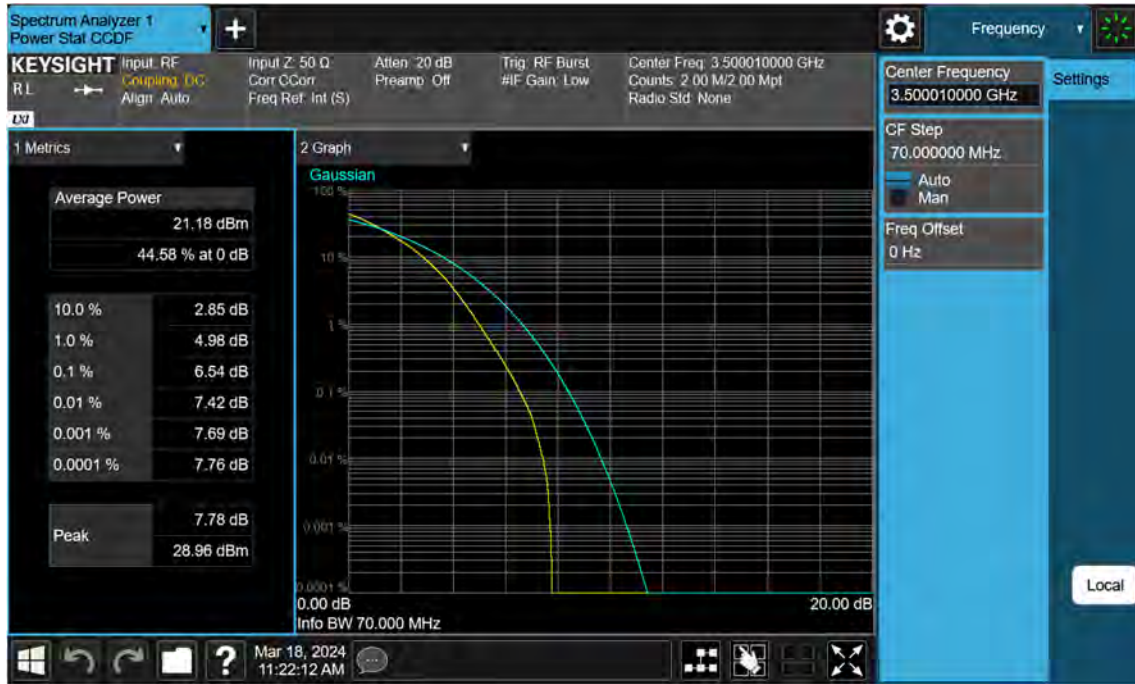 Spectrum Analyzer 1
Power Stat CCDF
+
Frequency
KEYSIGHT
RL
LXI
Input: RF
Coupling: DC
Align: Auto
Input Z: 50 Ω
Corr CCorr
Freq Ref: Int (S)
Atten: 20 dB
Preamp: Off
Trig: RF Burst
#IF Gain: Low
Center Freq: 3.500010000 GHz
Counts: 2.00 M/2.00 Mpt
Radio Std: None
Center Frequency
3.500010000 GHz
Settings
CF Step
70.000000 MHz
Auto
Man
Freq Offset
0 Hz
1 Metrics
Average Power
21.18 dBm
44.58 % at 0 dB
10.0 % 2.85 dB
1.0 % 4.98 dB
0.1 % 6.54 dB
0.01 % 7.42 dB
0.001 % 7.69 dB
0.0001 % 7.76 dB
Peak
7.78 dB
28.96 dBm
2 Graph
Gaussian
100 %
10 %
1 %
0.1 %
0.01 %
0.001 %
0.0001 %
0.00 dB 20.00 dB
Info BW 70.000 MHz
Local
?
Mar 18, 2024
11:22:12 AM